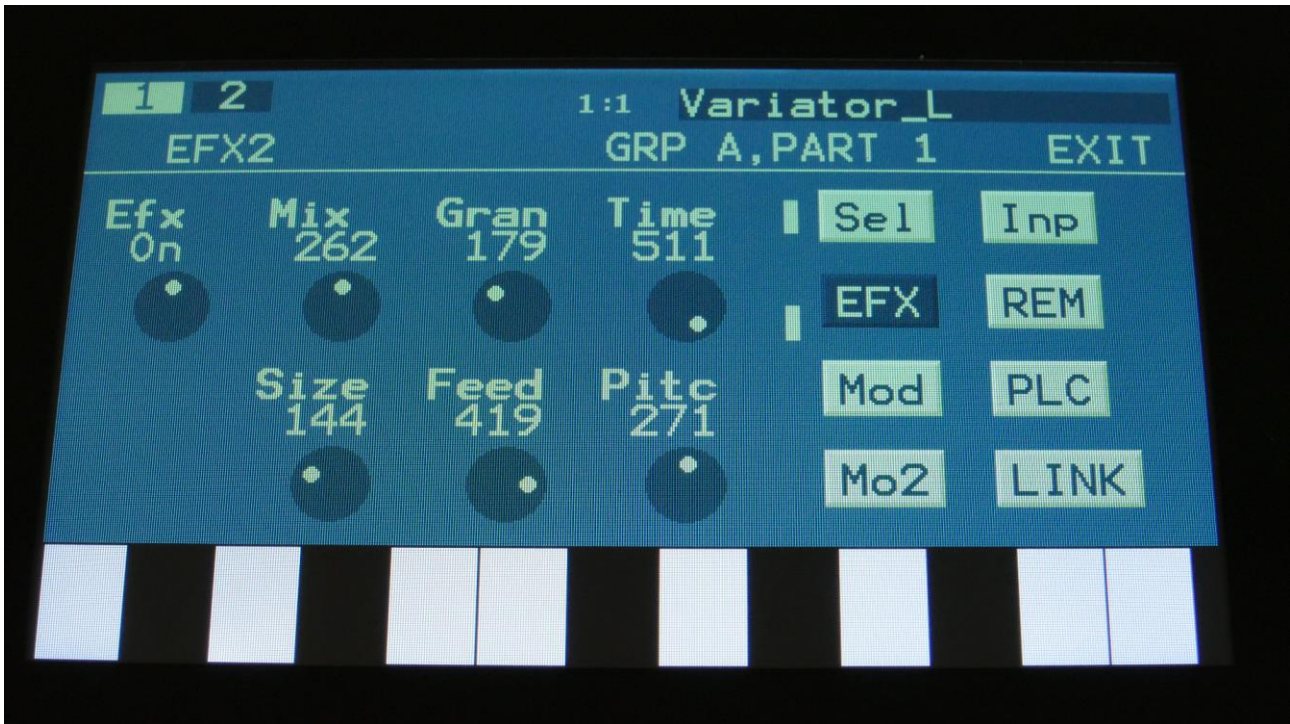 1 2 1:1 Variator_L
EFX2 GRP A,PART 1 EXIT
Efx Mix Gran Time Sel Inp
On 262 179 511
EFX REM
Size Feed Pitc Mod PLC
144 419 271
Mo2 LINK